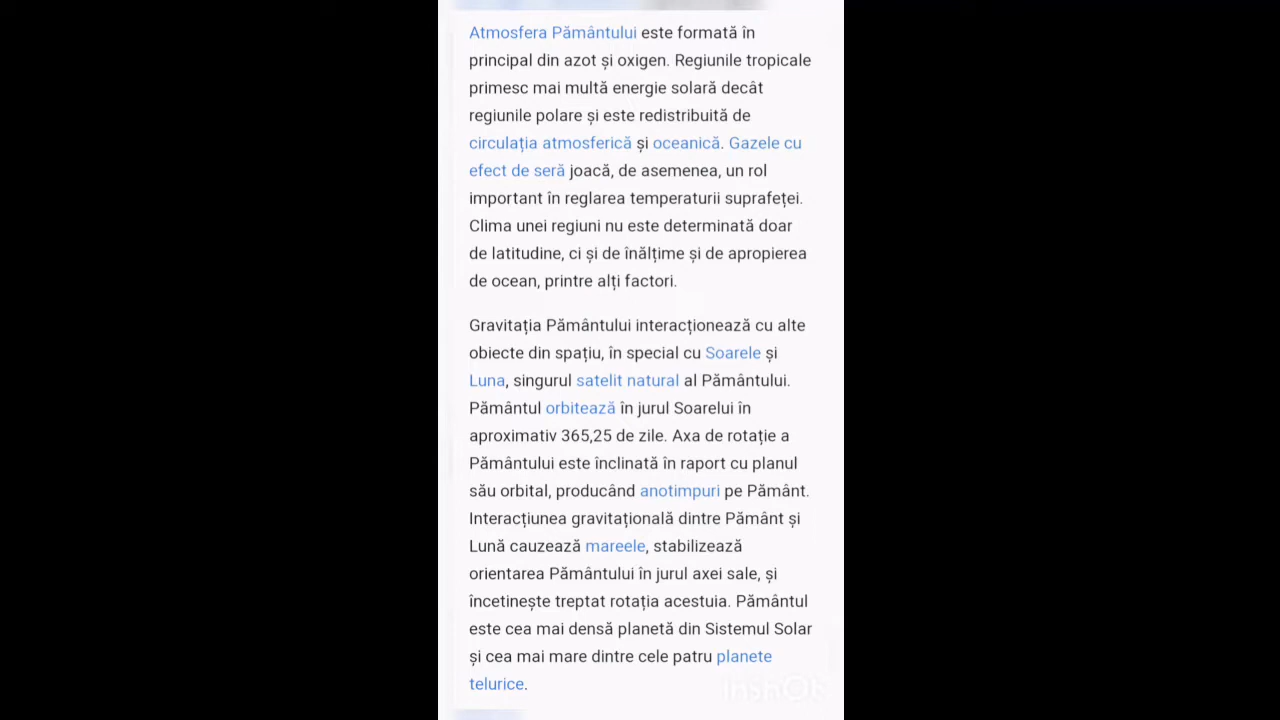 Atmosfera Pământului este formată în
principal din azot și oxigen. Regiunile tropicale
primesc mai multă energie solară decât
regiunile polare și este redistribuită de
circulația atmosferică și oceanică. Gazele cu
efect de seră joacă, de asemenea, un rol
important în reglarea temperaturii suprafeței.
Clima unei regiuni nu este determinată doar
de latitudine, ci și de înălțime și de apropierea
de ocean, printre alți factori.
Gravitația Pământului interacționează cu alte
obiecte din spațiu, în special cu Soarele și
Luna, singurul satelit natural al Pământului.
Pământul orbitează în jurul Soarelui în
aproximativ 365,25 de zile. Axa de rotație a
Pământului este înclinată în raport cu planul
său orbital, producând anotimpuri pe Pământ.
Interacțiunea gravitațională dintre Pământ și
Lună cauzează mareele, stabilizează
orientarea Pământului în jurul axei sale, și
încetinește treptat rotația acestuia. Pământul
este cea mai densă planetă din Sistemul Solar
și cea mai mare dintre cele patru planete
telurice.
InShOt